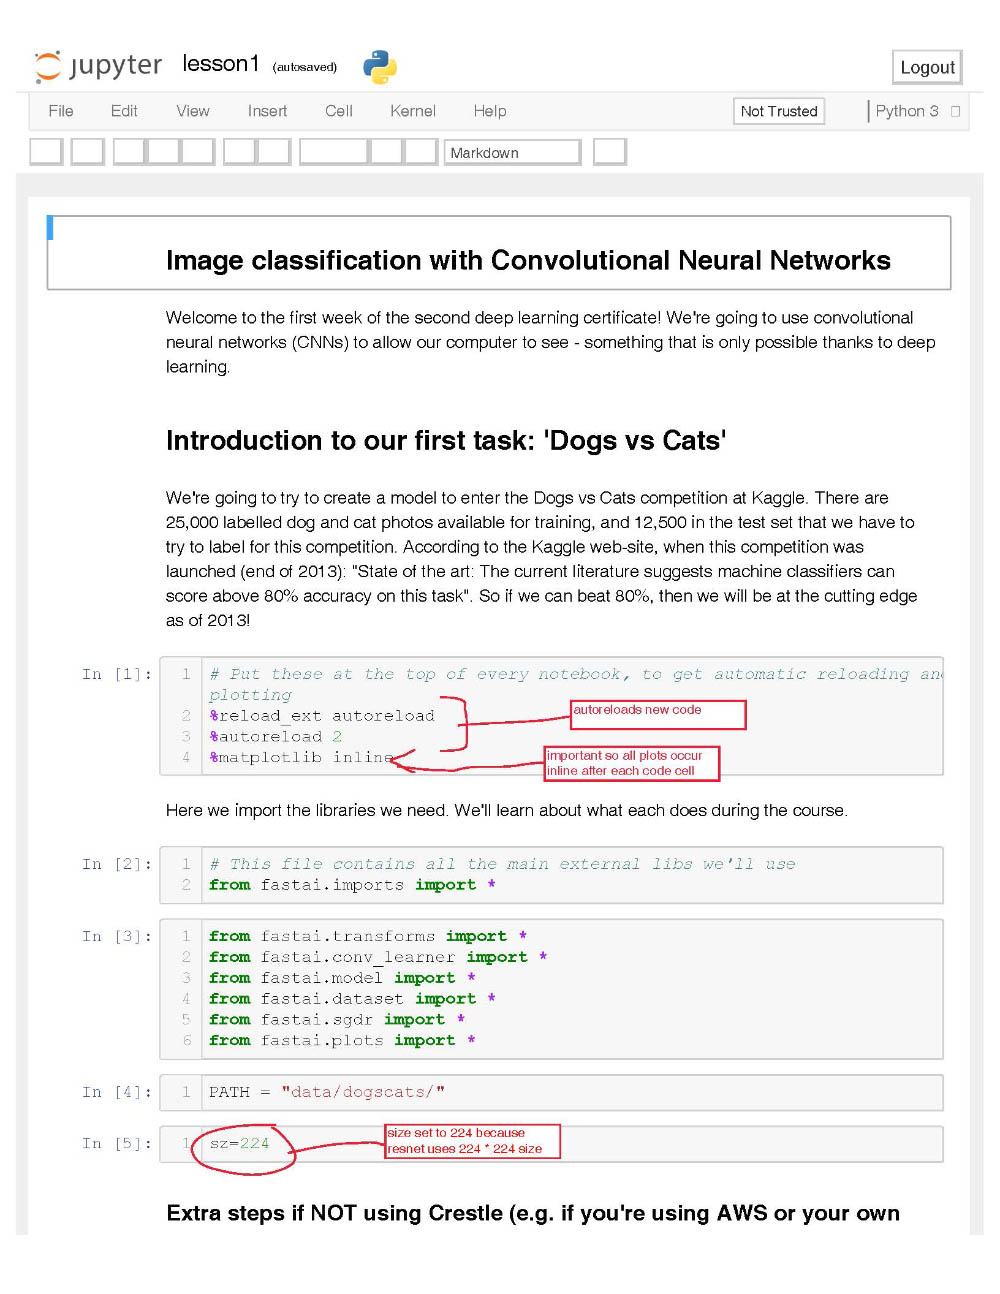 jupyter lesson1 (autosaved)
Logout
File Edit View Insert Cell Kernel Help Not Trusted Python 3
Markdown
Image classification with Convolutional Neural Networks
Welcome to the first week of the second deep learning certificate! We're going to use convolutional
neural networks (CNNs) to allow our computer to see - something that is only possible thanks to deep
learning.
Introduction to our first task: 'Dogs vs Cats'
We're going to try to create a model to enter the Dogs vs Cats competition at Kaggle. There are
25,000 labelled dog and cat photos available for training, and 12,500 in the test set that we have to
try to label for this competition. According to the Kaggle web-site, when this competition was
launched (end of 2013): "State of the art: The current literature suggests machine classifiers can
score above 80% accuracy on this task". So if we can beat 80%, then we will be at the cutting edge
as of 2013!
In [1]: 1 # Put these at the top of every notebook, to get automatic reloading an
plotting
2 %reload_ext autoreload
3 %autoreload 2
4 %matplotlib inline
autoreloads new code
important so all plots occur
inline after each code cell
Here we import the libraries we need. We'll learn about what each does during the course.
In [2]: 1 # This file contains all the main external libs we'll use
2 from fastai.imports import *
In [3]: 1 from fastai.transforms import *
2 from fastai.conv_learner import *
3 from fastai.model import *
4 from fastai.dataset import *
5 from fastai.sgdr import *
6 from fastai.plots import *
In [4]: 1 PATH = "data/dogscats/"
In [5]: 1 sz=224
size set to 224 because
resnet uses 224 * 224 size
Extra steps if NOT using Crestle (e.g. if you're using AWS or your own